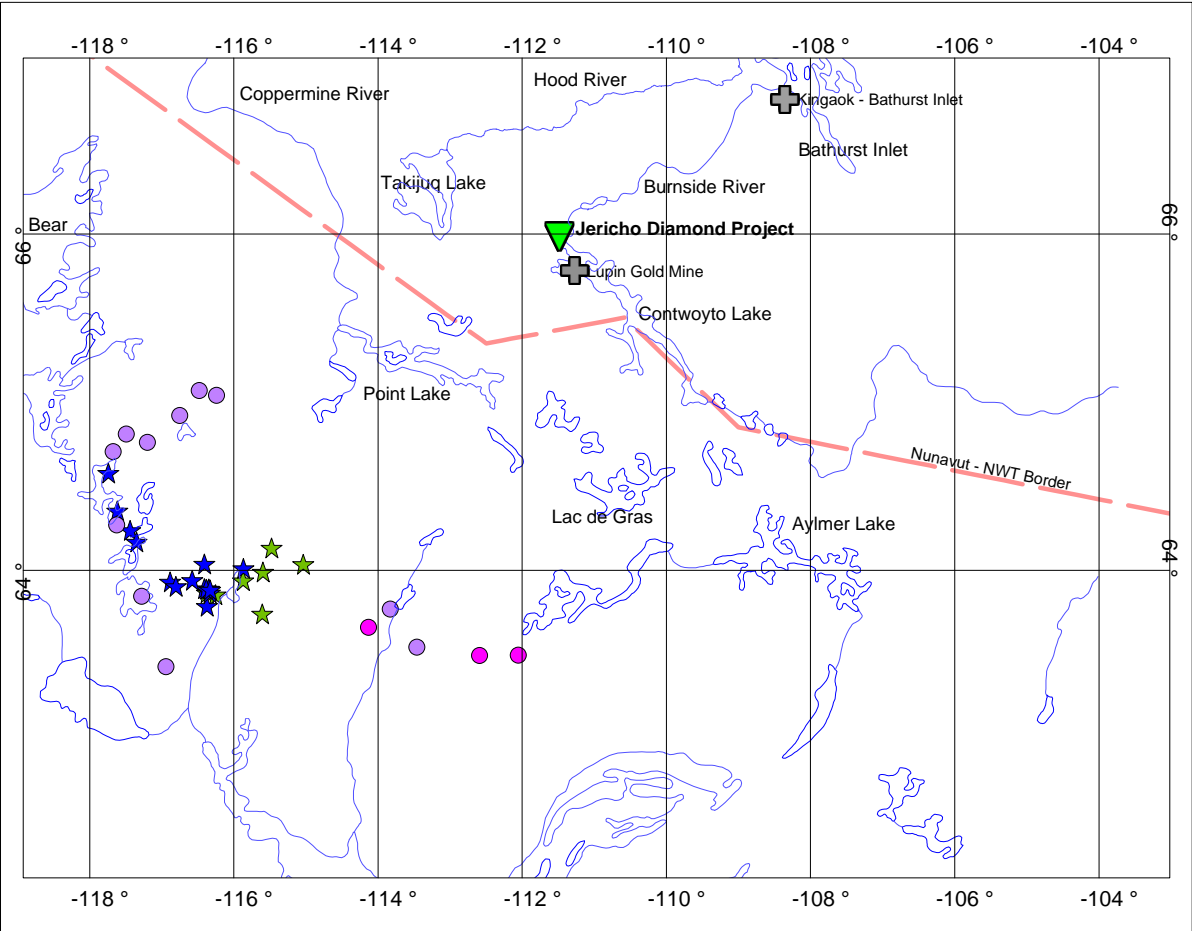 -118 ° -116 ° -114 ° -112 ° -110 ° -108 ° -106 ° -104 °
Hood River
Coppermine River
Kingaok - Bathurst Inlet
Bathurst Inlet
Takijuq Lake
Burnside River
66 °
66 °
Bear
Jericho Diamond Project
Lupin Gold Mine
Contwoyto Lake
Point Lake
Nunavut - NWT Border
Lac de Gras
Aylmer Lake
64 °
64 °
-118 ° -116 ° -114 ° -112 ° -110 ° -108 ° -106 ° -104 °